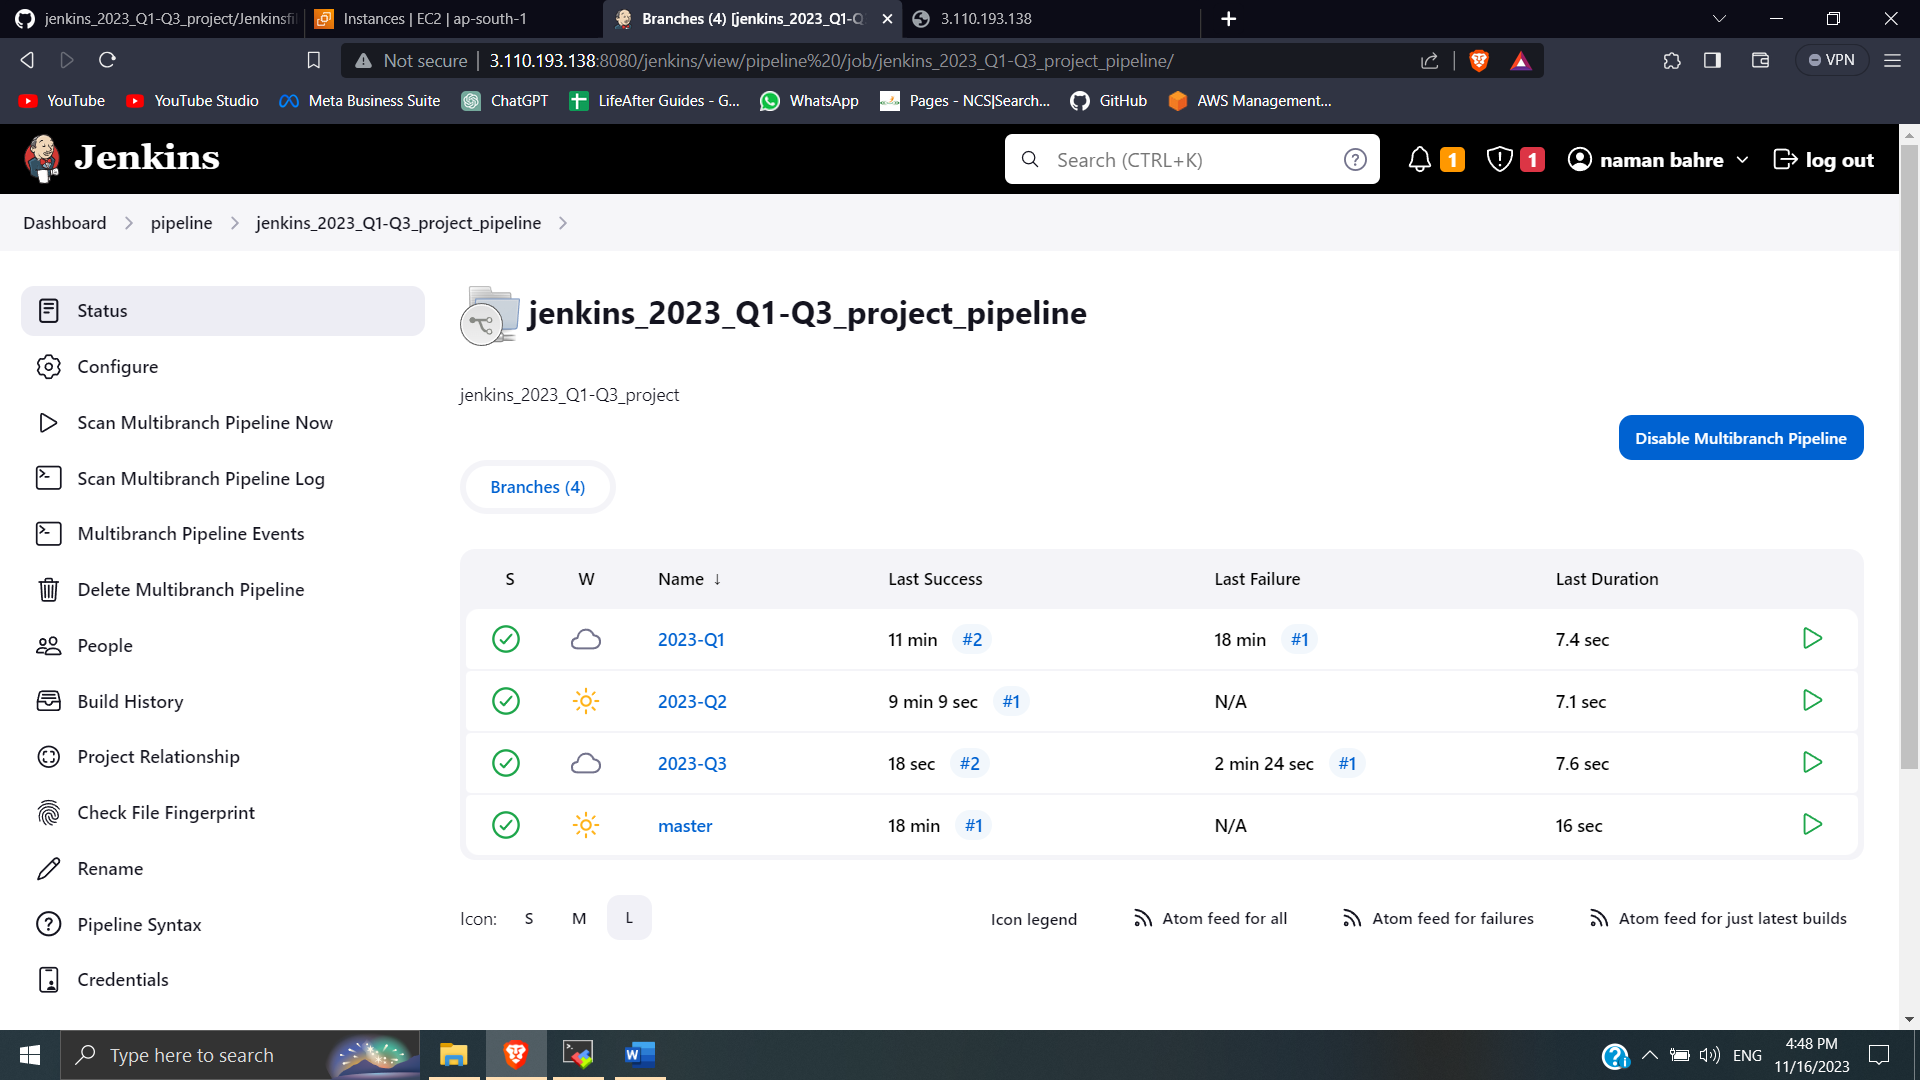 jenkins_2023_Q1-Q3_project/Jenkinsfil
Instances | EC2 | ap-south-1
Branches (4) [jenkins_2023_Q1-Q
3.110.193.138
Not secure
3.110.193.138:8080/jenkins/view/pipeline%20/job/jenkins_2023_Q1-Q3_project_pipeline/
VPN
YouTube
YouTube Studio
Meta Business Suite
ChatGPT
LifeAfter Guides - G...
WhatsApp
Pages - NCS|Search...
GitHub
AWS Management...
Jenkins
Search (CTRL+K)
1
1
naman bahre
log out
Dashboard
pipeline
jenkins_2023_Q1-Q3_project_pipeline
Status
Configure
Scan Multibranch Pipeline Now
Scan Multibranch Pipeline Log
Multibranch Pipeline Events
Delete Multibranch Pipeline
People
Build History
Project Relationship
Check File Fingerprint
Rename
Pipeline Syntax
Credentials
jenkins_2023_Q1-Q3_project_pipeline
jenkins_2023_Q1-Q3_project
Disable Multibranch Pipeline
Branches (4)
S W Name ↓ Last Success Last Failure Last Duration
2023-Q1 11 min #2 18 min #1 7.4 sec
2023-Q2 9 min 9 sec #1 N/A 7.1 sec
2023-Q3 18 sec #2 2 min 24 sec #1 7.6 sec
master 18 min #1 N/A 16 sec
Icon: S M L
Icon legend
Atom feed for all
Atom feed for failures
Atom feed for just latest builds
Type here to search
ENG
4:48 PM
11/16/2023